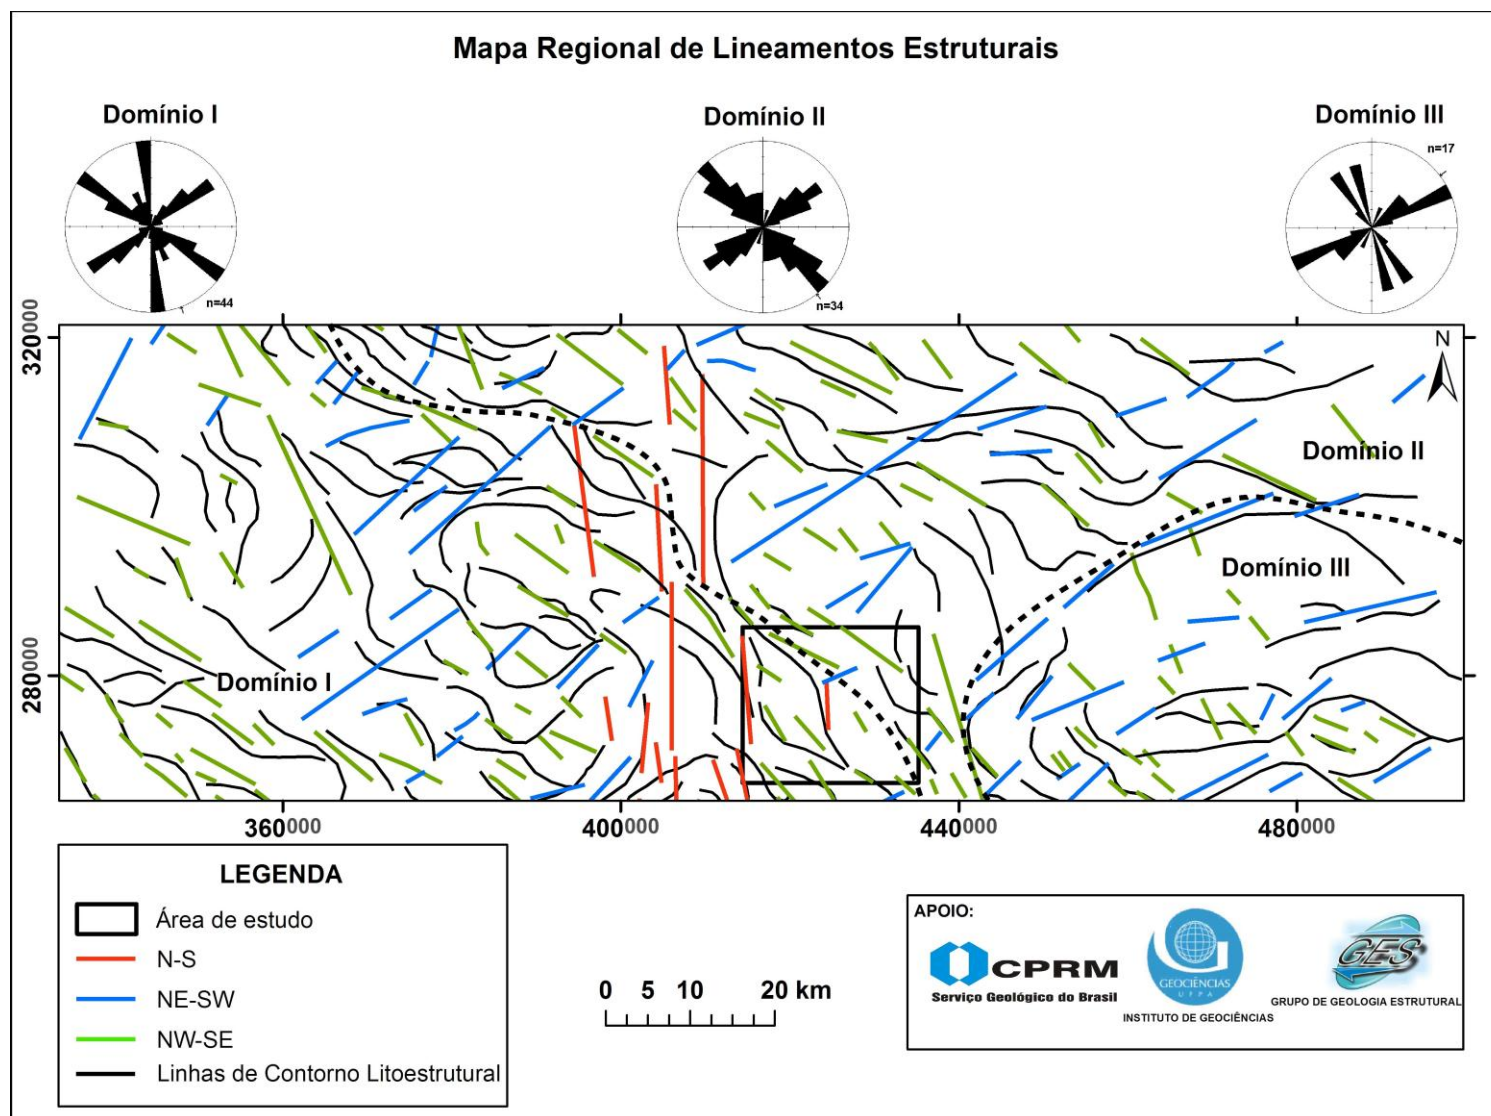 Mapa Regional de Lineamentos Estruturais
Domínio I
Domínio II
Domínio III
n=44
n=34
n=17
320000
280000
N
Domínio I
Domínio II
Domínio III
360000
400000
440000
480000
LEGENDA
Área de estudo
N-S
NE-SW
NW-SE
Linhas de Contorno Litoestrutural
0 5 10 20 km
APOIO:
CPRM
Serviço Geológico do Brasil
GEOCIÊNCIAS
UFPA
INSTITUTO DE GEOCIÊNCIAS
GES
GRUPO DE GEOLOGIA ESTRUTURAL